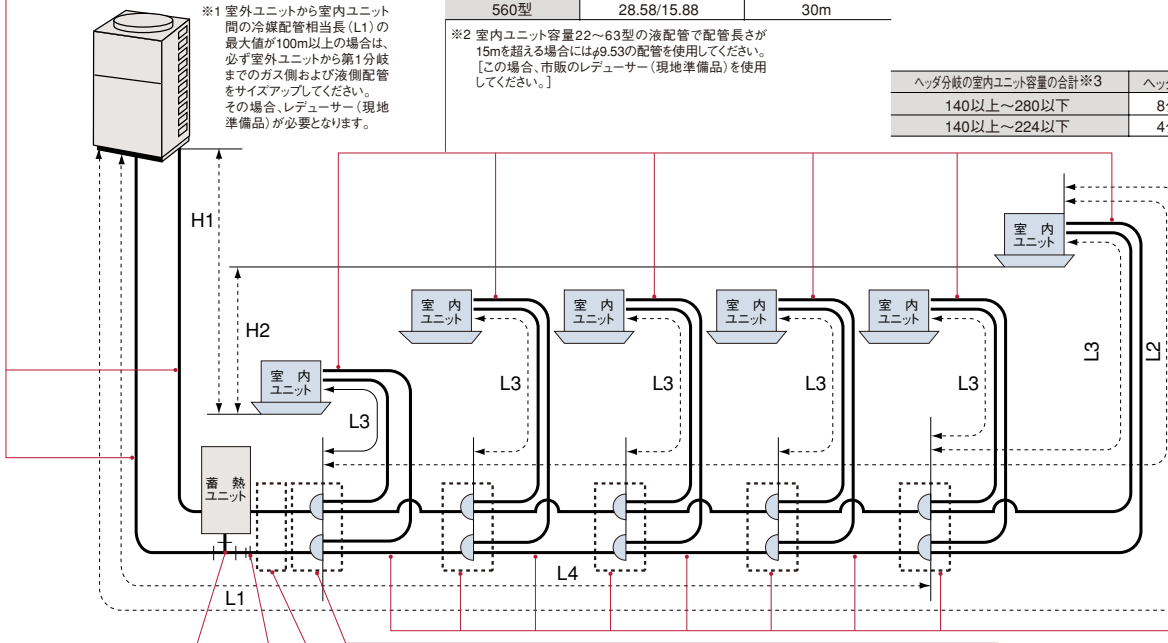 ※1 室外ユニットから室内ユニット
間の冷媒配管相当長(L1)の
最大値が100m以上の場合は、
必ず室外ユニットから第1分岐
までのガス側および液側配管
をサイズアップしてください。
その場合、レデューサー(現地
準備品)が必要となります。
560型 28.58/15.88 30m
※2 室内ユニット容量22〜63型の液配管で配管長さが
15mを超える場合にはφ9.53の配管を使用してください。
[この場合、市販のレデューサー(現地準備品)を使用
してください。]
ヘッダ分岐の室内ユニット容量の合計※3 ヘッ
140以上〜280以下 8
140以上〜224以下 4
H1
H2
室 内
ユニット
室 内
ユニット
室 内
ユニット
室 内
ユニット
室 内
ユニット
室 内
ユニット
L3
L3
L3
L3
L3
L3
L2
蓄 熱
ユニット
L4
L1